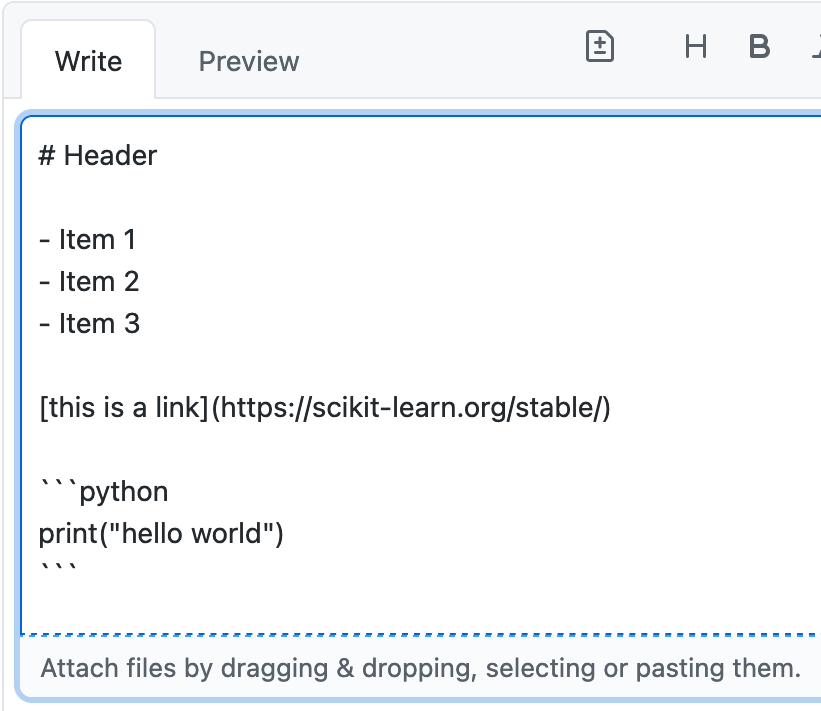 Write Preview H B
# Header
- Item 1
- Item 2
- Item 3
[this is a link](https://scikit-learn.org/stable/)
```python
print("hello world")
```
Attach files by dragging & dropping, selecting or pasting them.